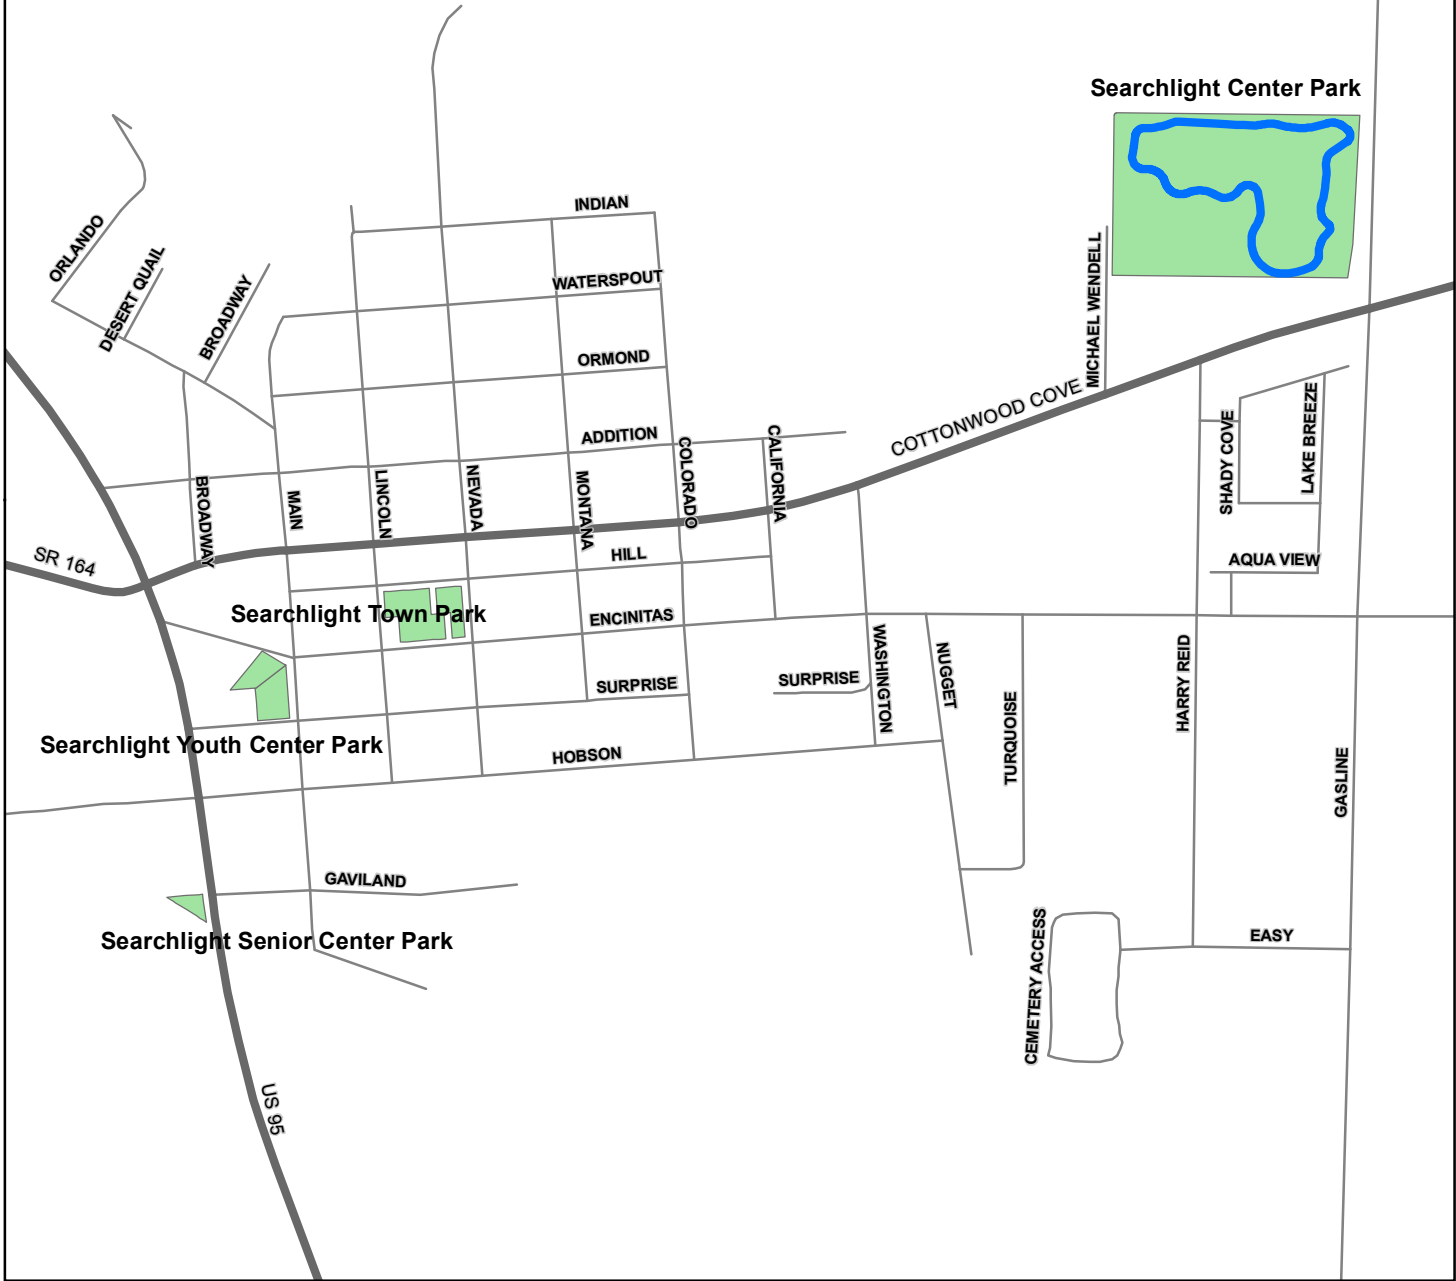 Searchlight Center Park
INDIAN
ORLANDO
DESERT QUAIL
BROADWAY
WATERSPOUT
MICHAEL WENDELL
ORMOND
COTTONWOOD COVE
ADDITION
COLORADO
CALIFORNIA
SHADY COVE
LAKE BREEZE
BROADWAY
MAIN
LINCOLN
NEVADA
MONTANA
SR 164
HILL
AQUA VIEW
Searchlight Town Park
ENCINITAS
WASHINGTON
NUGGET
HARRY REID
SURPRISE
SURPRISE
TURQUOISE
Searchlight Youth Center Park
HOBSON
GASLINE
GAVILAND
Searchlight Senior Center Park
CEMETERY ACCESS
EASY
US 95